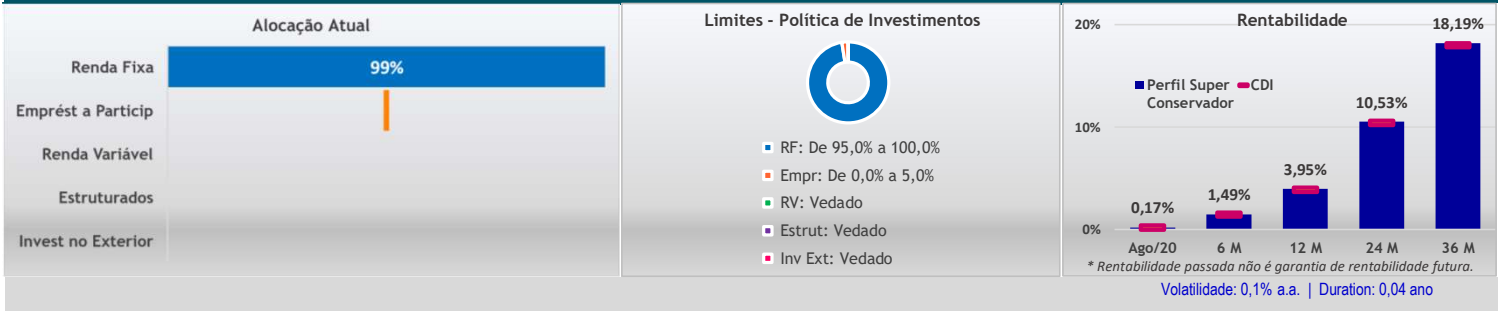 Alocação Atual
Renda Fixa
99%
Emprést a Particip
Renda Variável
Estruturados
Invest no Exterior
Limites - Política de Investimentos
RF: De 95,0% a 100,0%
Empr: De 0,0% a 5,0%
RV: Vedado
Estrut: Vedado
Inv Ext: Vedado
Rentabilidade
20%
10%
0%
Perfil Super Conservador
CDI
0,17%
1,49%
3,95%
10,53%
18,19%
Ago/20
6 M
12 M
24 M
36 M
* Rentabilidade passada não é garantia de rentabilidade futura.
Volatilidade: 0,1% a.a. | Duration: 0,04 ano